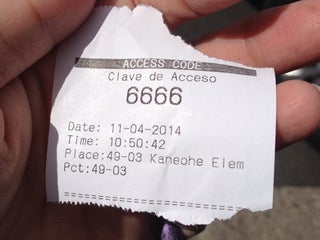 ACCESS CODE
Clave de Acceso
6666
Date: 11-04-2014
Time: 10:50:42
Place:49-03 Kaneohe Elem
Pct:49-03